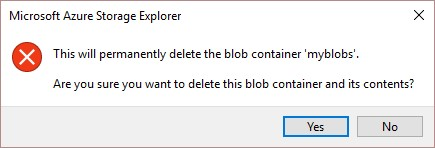 Microsoft Azure Storage Explorer
This will permanently delete the blob container 'myblobs'.
Are you sure you want to delete this blob container and its contents?
Yes No